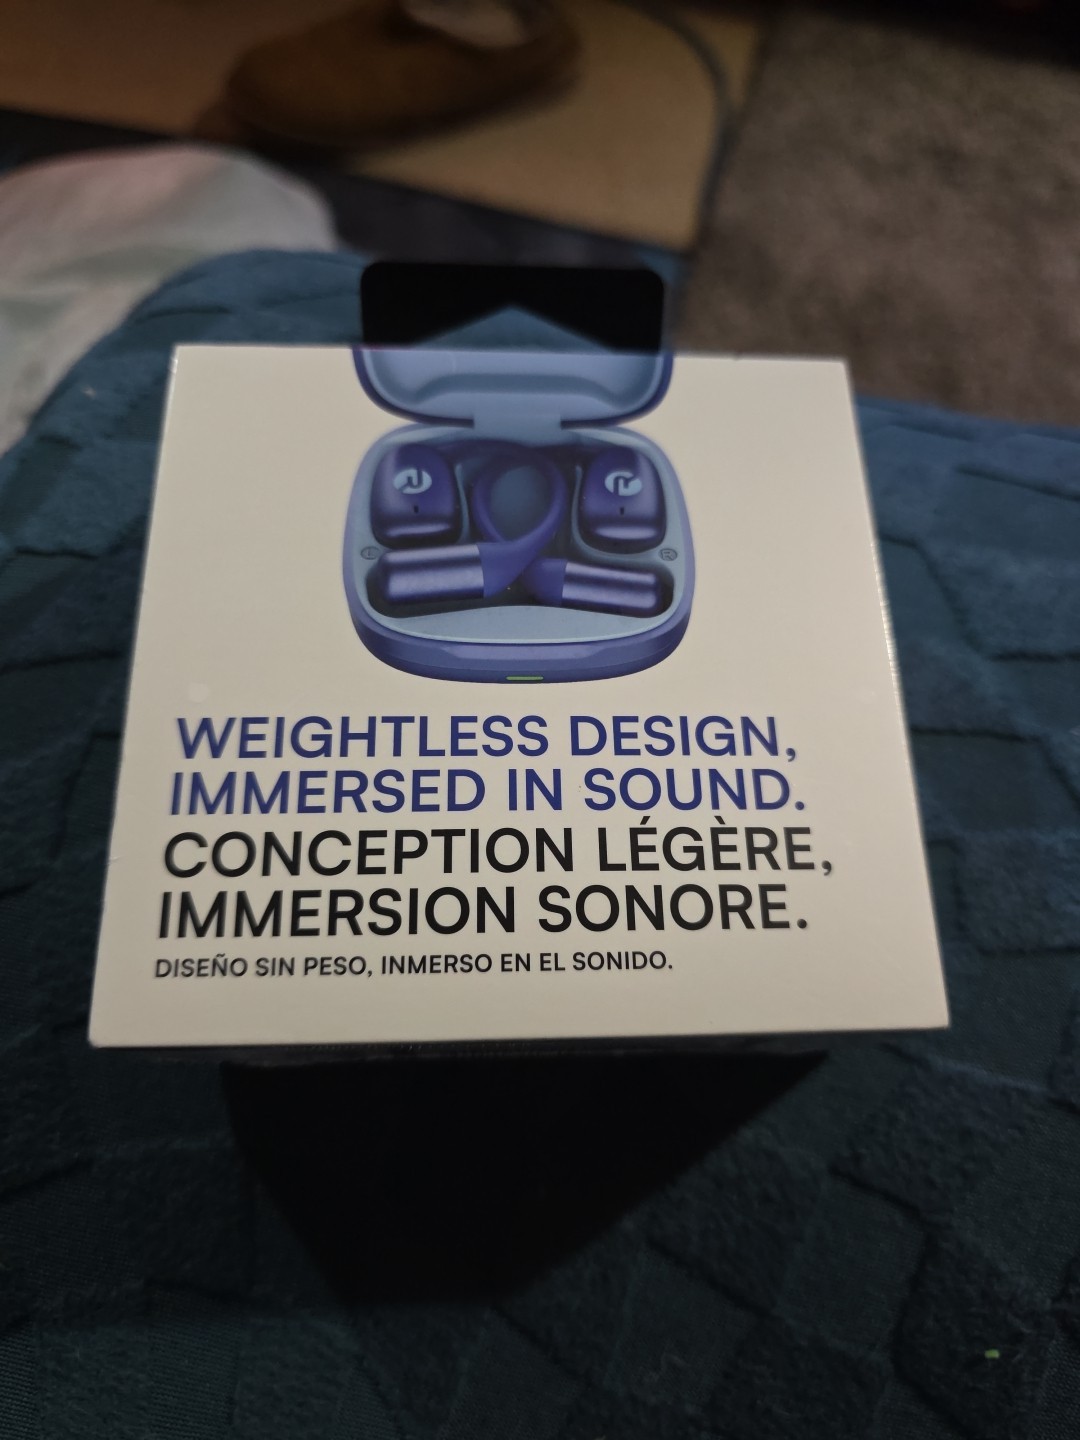 WEIGHTLESS DESIGN,
IMMERSED IN SOUND.
CONCEPTION LÉGÈRE,
IMMERSION SONORE.
DISEÑO SIN PESO, INMERSO EN EL SONIDO.